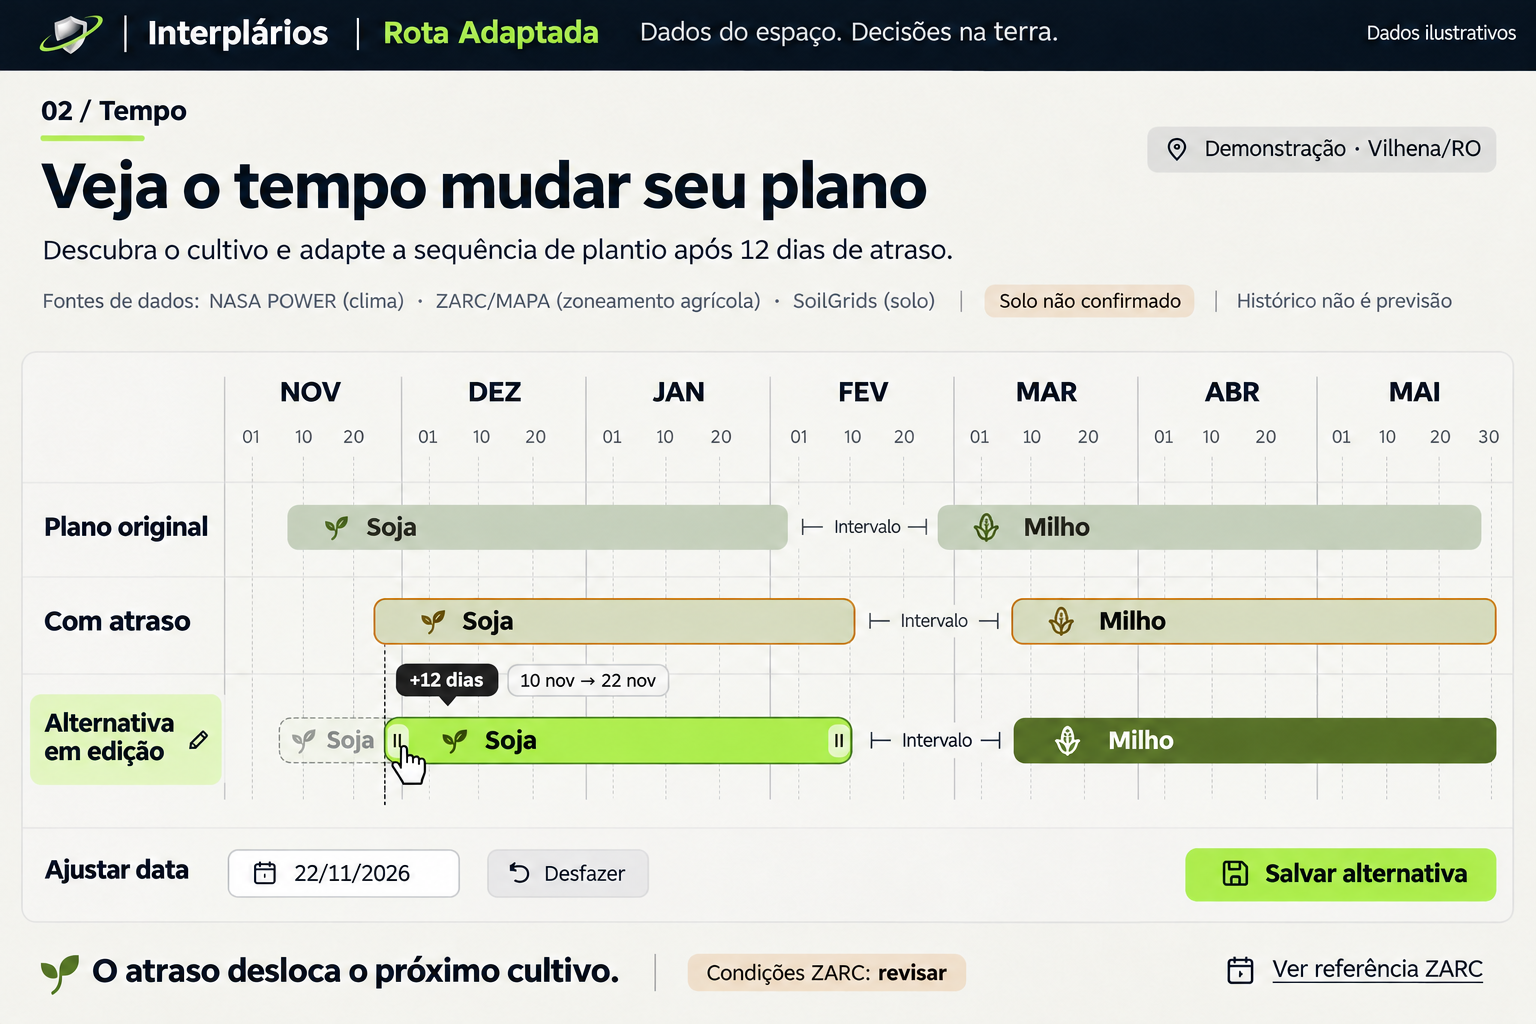 Interplários | Rota Adaptada Dados do espaço. Decisões na terra. Dados ilustrativos
02 / Tempo
Demonstração · Vilhena/RO
Veja o tempo mudar seu plano
Descubra o cultivo e adapte a sequência de plantio após 12 dias de atraso.
Fontes de dados: NASA POWER (clima) · ZARC/MAPA (zoneamento agrícola) · SoilGrids (solo) | Solo não confirmado | Histórico não é previsão
NOV DEZ JAN FEV MAR ABR MAI
01 10 20 01 10 20 01 10 20 01 10 20 01 10 20 01 10 20 01 10 20 30
Plano original Soja Intervalo Milho
Com atraso Soja Intervalo Milho
+12 dias 10 nov → 22 nov
Alternativa
em edição Soja Soja Intervalo Milho
Ajustar data 22/11/2026 Desfazer Salvar alternativa
O atraso desloca o próximo cultivo. Condições ZARC: revisar Ver referência ZARC